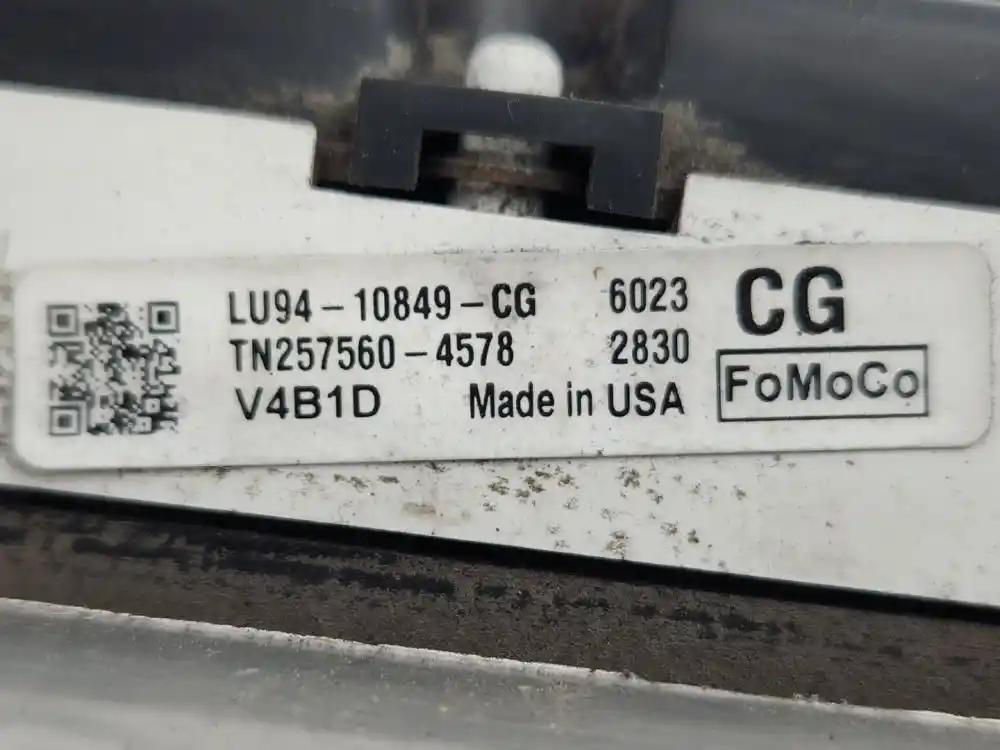 LU94-10849-CG 6023 CG
TN257560-4578 2830
V4B1D Made in USA FoMoCo